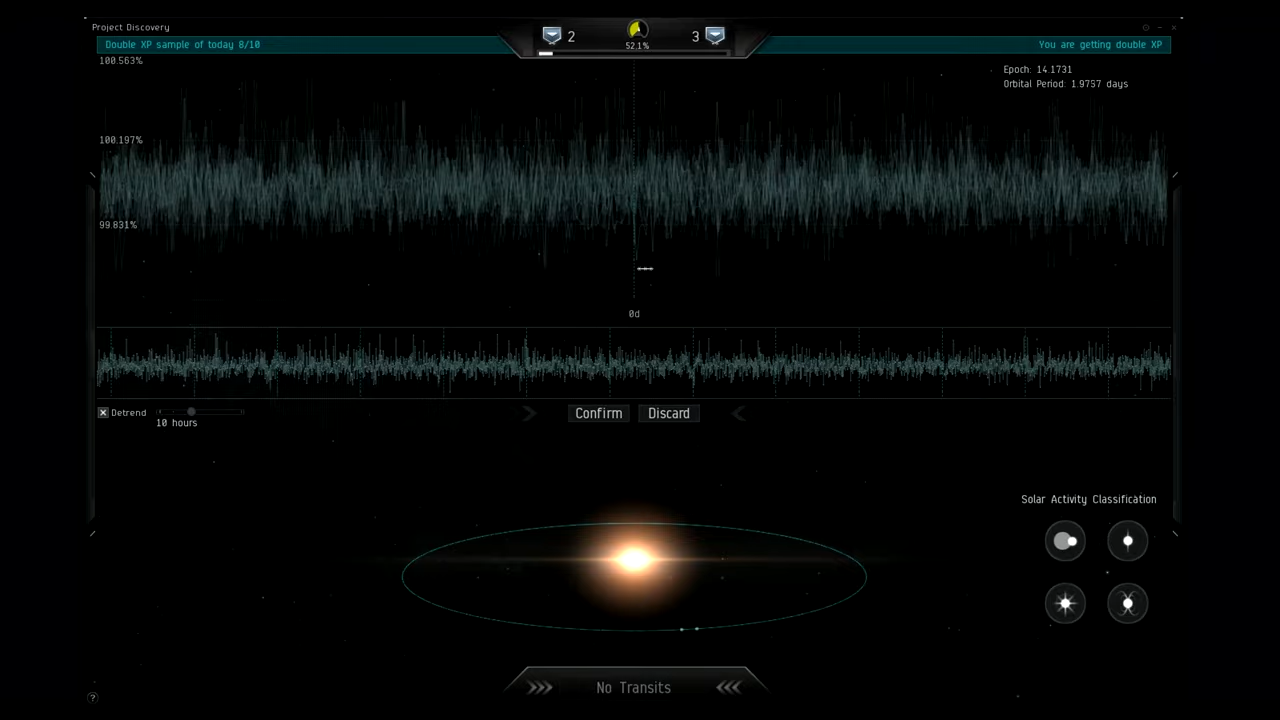 Project Discovery
Double XP sample of today 8/10
2
52,1%
3
You are getting double XP
100.563%
Epoch: 14.1731
Orbital Period: 1.9757 days
100.197%
99.831%
0d
Detrend
10 hours
Confirm
Discard
Solar Activity Classification
No Transits
?